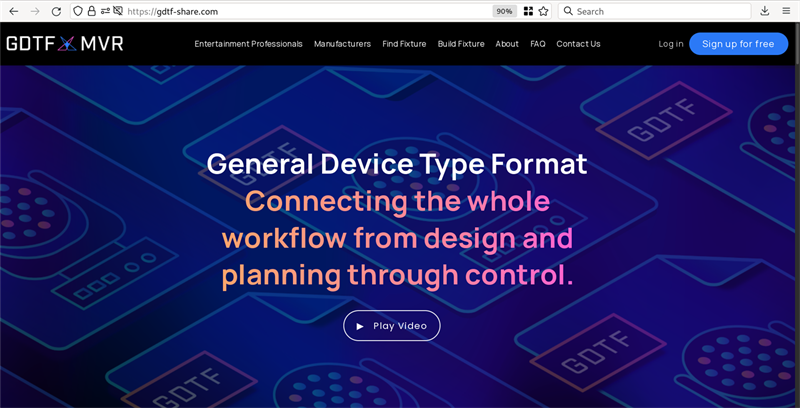 https://gdtf-share.com
90%
Search
GDTF MVR
Entertainment Professionals Manufacturers Find Fixture Build Fixture About FAQ Contact Us
Log in
Sign up for free
GDTF
GDTF
General Device Type Format
Connecting the whole
workflow from design and
planning through control.
Play Video
GDTF
GDTF